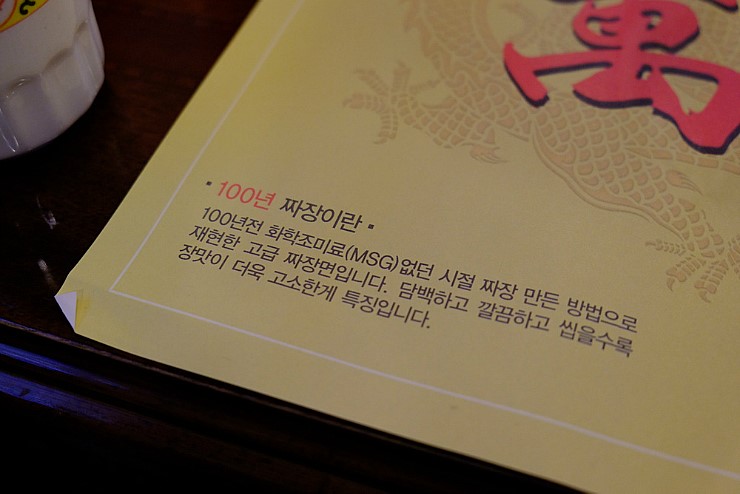 萬
▪ 100년 짜장이란 ▪
100년전 화학조미료(MSG)없던 시절 짜장 만든 방법으로
재현한 고급 짜장면입니다. 담백하고 깔끔하고 씹을수록
장맛이 더욱 고소한게 특징입니다.